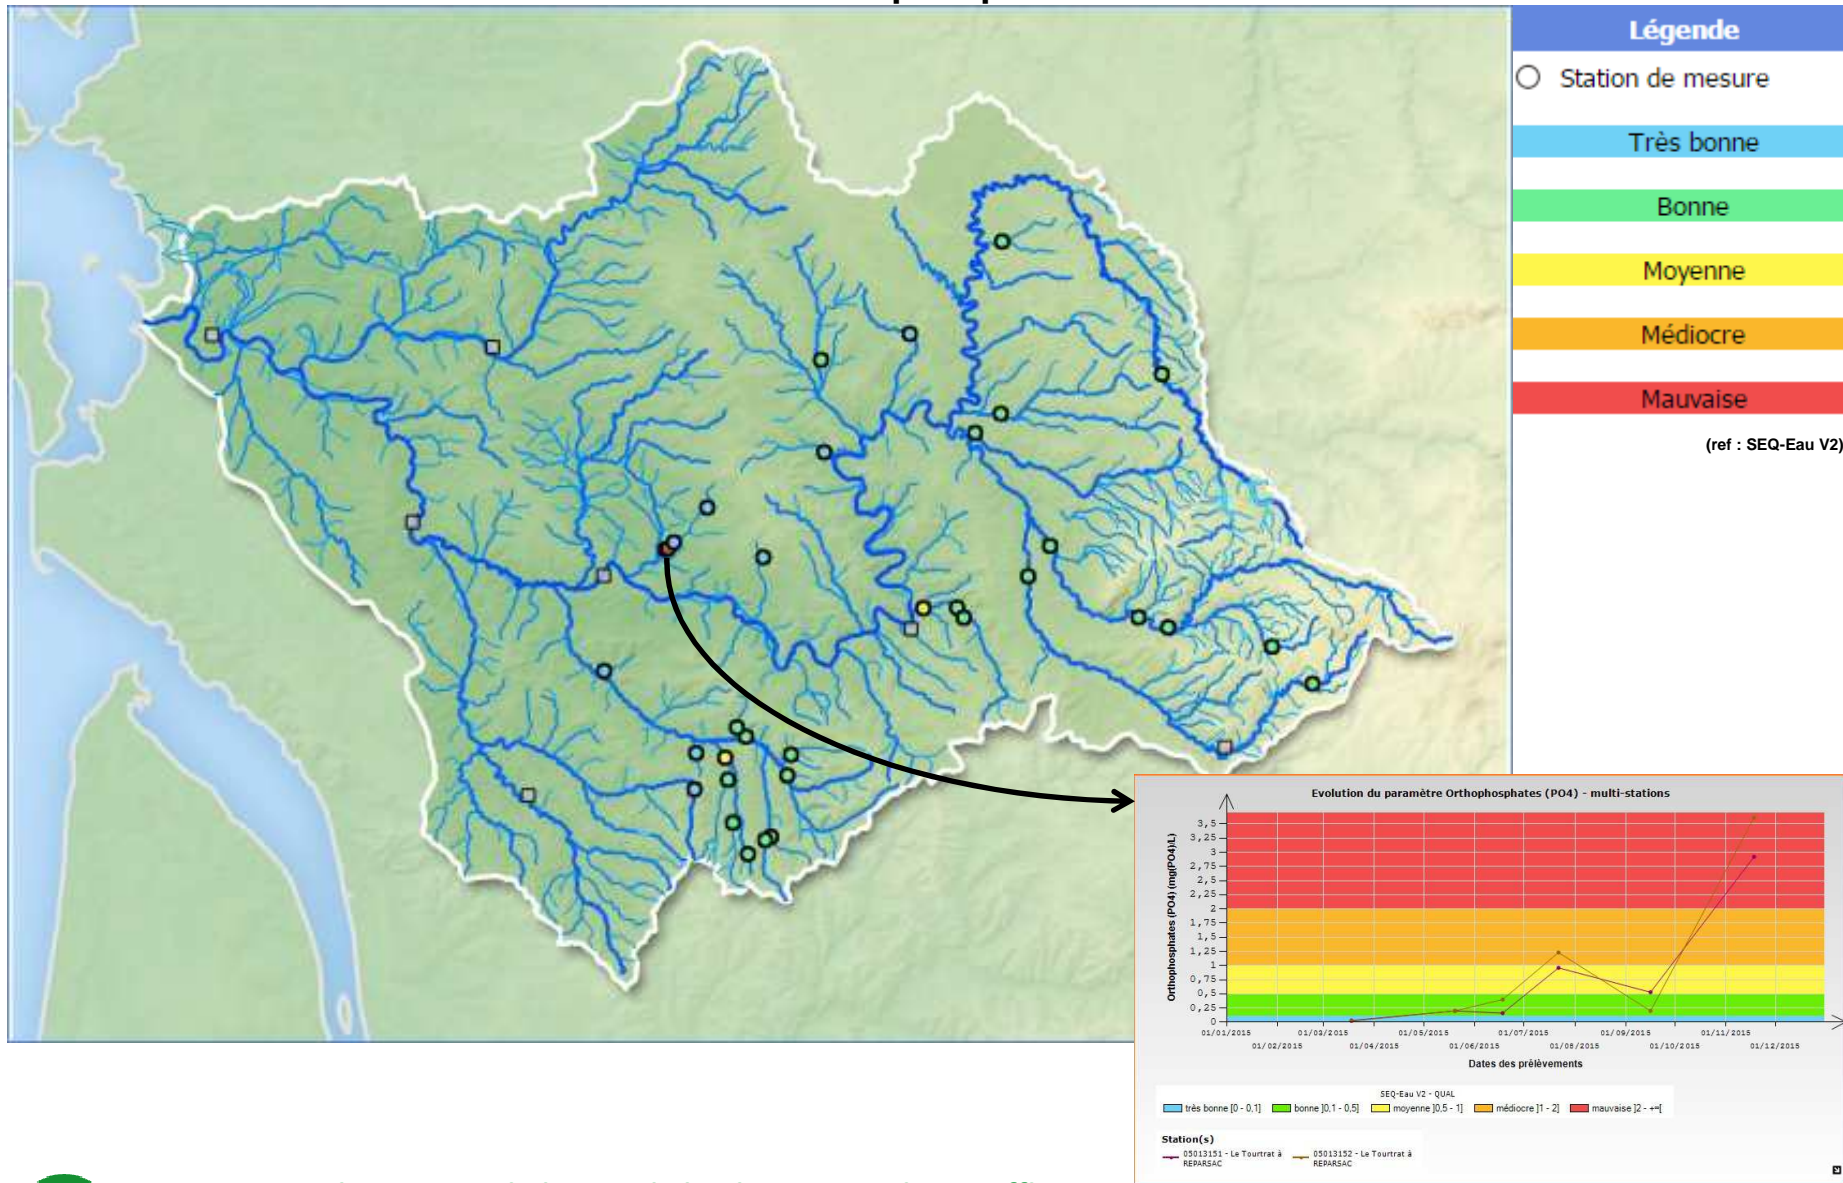 Légende
Station de mesure
Très bonne
Bonne
Moyenne
Médiocre
Mauvaise
(ref : SEQ-Eau V2)
Evolution du paramètre Orthophosphates (PO4) - multi-stations
Orthophosphates (PO4) (mg(PO4)/L)
3,5
3,25
3
2,75
2,5
2,25
2
1,75
1,5
1,25
1
0,75
0,5
0,25
0
01/01/2015 01/03/2015 01/05/2015 01/07/2015 01/09/2015 01/11/2015
01/02/2015 01/04/2015 01/06/2015 01/08/2015 01/10/2015 01/12/2015
Dates des prélèvements
SEQ-Eau V2 - QUAL
très bonne [0 - 0,1] bonne ]0,1 - 0,5] moyenne ]0,5 - 1] médiocre ]1 - 2] mauvaise ]2 - +∞[
Station(s)
05013151 - Le Tourtrat à REPARSAC
05013152 - Le Tourtrat à REPARSAC